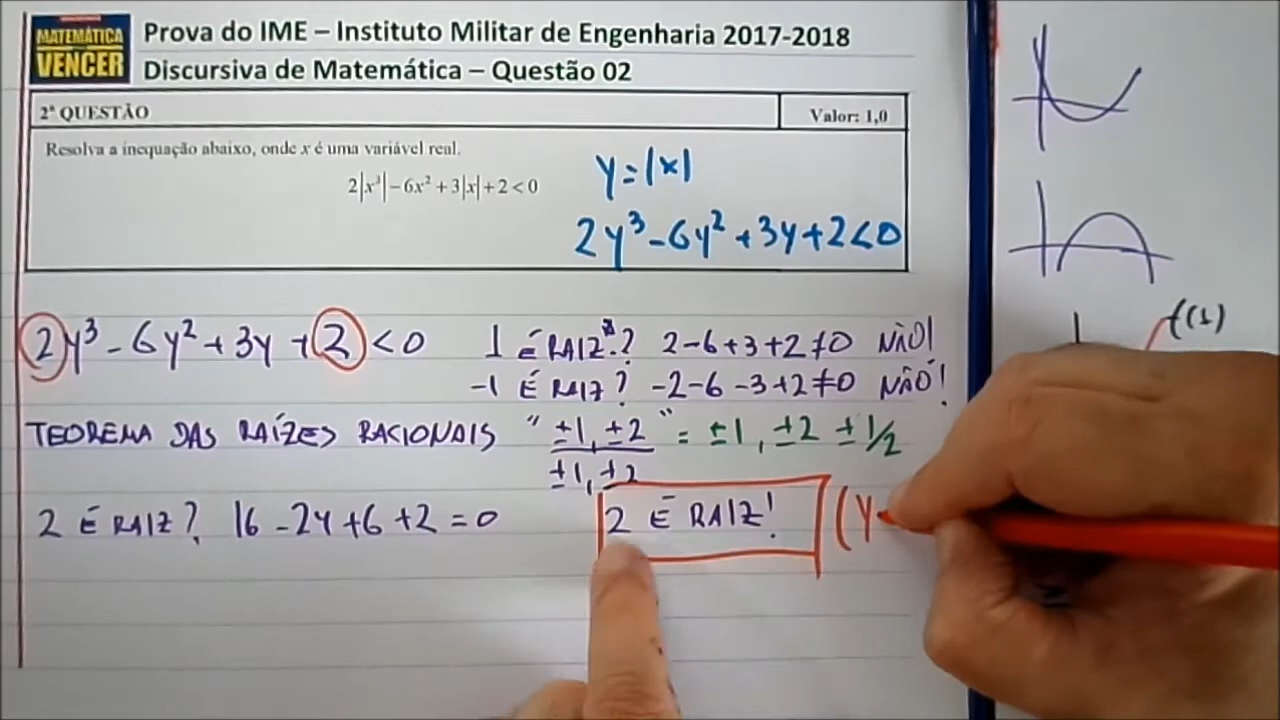 MATEMÁTICA
VENCER
Prova do IME – Instituto Militar de Engenharia 2017-2018
Discursiva de Matemática – Questão 02
2ª QUESTÃO
Valor: 1,0
Resolva a inequação abaixo, onde x é uma variável real.
2|x³|−6x²+3|x|+2<0
y=|x|
2y³-6y²+3y+2<0
2y³-6y²+3y+2<0
1 É RAIZ? 2-6+3+2≠0 NÃO!
-1 É RAIZ? -2-6-3+2≠0 NÃO!
TEOREMA DAS RAÍZES RACIONAIS "±1, ±2" = ±1, ±2 ±1/2
±1, ±2
2 É RAIZ? 16-24+6+2=0
2 É RAIZ!
(y-
f(1)